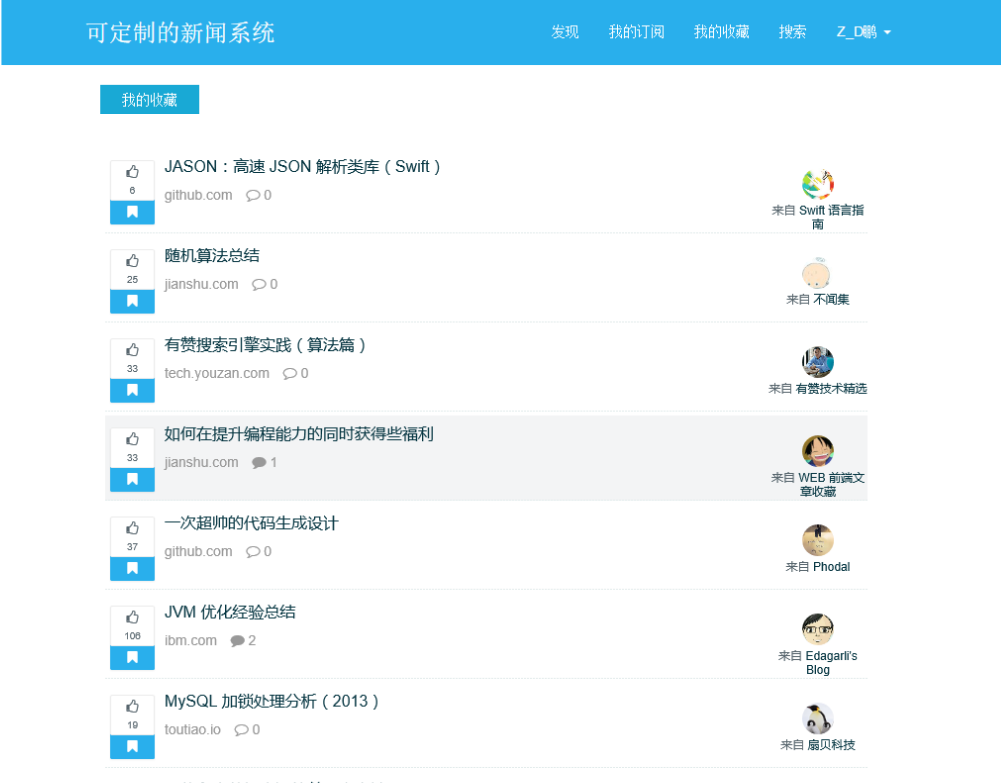 可定制的新闻系统
发现 我的订阅 我的收藏 搜索 Z_D鹏
我的收藏
JASON：高速 JSON 解析类库（Swift）
6
github.com 0
来自 Swift 语言指
南
随机算法总结
25
jianshu.com 0
来自 不闻集
有赞搜索引擎实践（算法篇）
33
tech.youzan.com 0
来自 有赞技术精选
如何在提升编程能力的同时获得些福利
33
jianshu.com 1
来自 WEB 前端文
章收藏
一次超帅的代码生成设计
37
github.com 0
来自 Phodal
JVM 优化经验总结
106
ibm.com 2
来自 Edagarli's
Blog
MySQL 加锁处理分析（2013）
19
toutiao.io 0
来自 扇贝科技